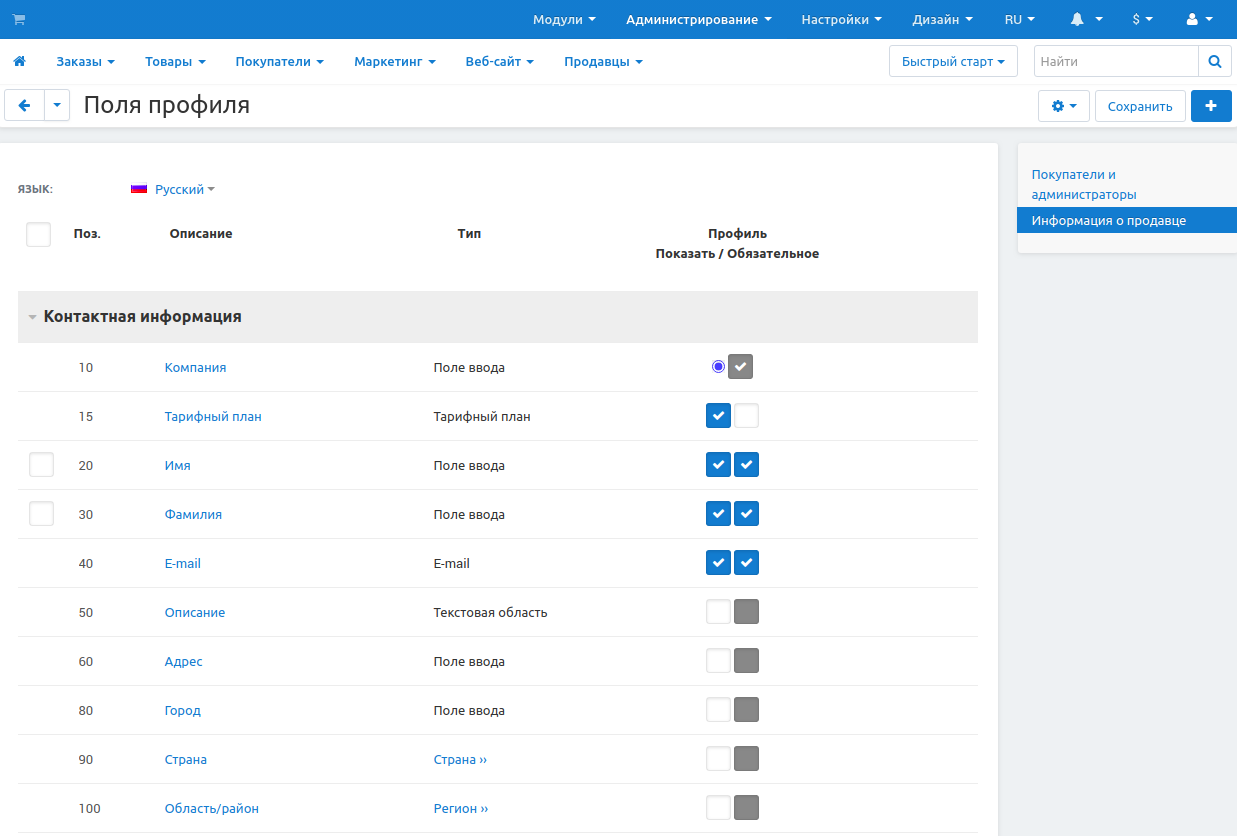 Модули Администрирование Настройки Дизайн RU $
Заказы Товары Покупатели Маркетинг Веб-сайт Продавцы Быстрый старт Найти
Поля профиля Сохранить
ЯЗЫК: Русский
Поз. Описание Тип Профиль
Показать / Обязательное
Контактная информация
10 Компания Поле ввода
15 Тарифный план Тарифный план
20 Имя Поле ввода
30 Фамилия Поле ввода
40 E-mail E-mail
50 Описание Текстовая область
60 Адрес Поле ввода
80 Город Поле ввода
90 Страна Страна ››
100 Область/район Регион ››
Покупатели и
администраторы
Информация о продавце